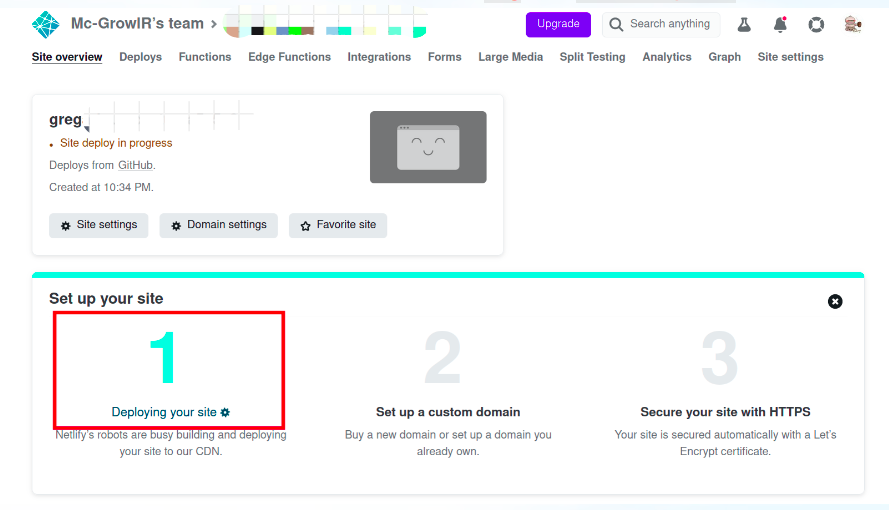 Mc-GrowIR's team
Upgrade
Search anything
Site overview Deploys Functions Edge Functions Integrations Forms Large Media Split Testing Analytics Graph Site settings
greg
Site deploy in progress
Deploys from GitHub.
Created at 10:34 PM.
Site settings Domain settings Favorite site
Set up your site
1 2 3
Deploying your site Set up a custom domain Secure your site with HTTPS
Netlify's robots are busy building and deploying Buy a new domain or set up a domain you Your site is secured automatically with a Let's
your site to our CDN. already own. Encrypt certificate.